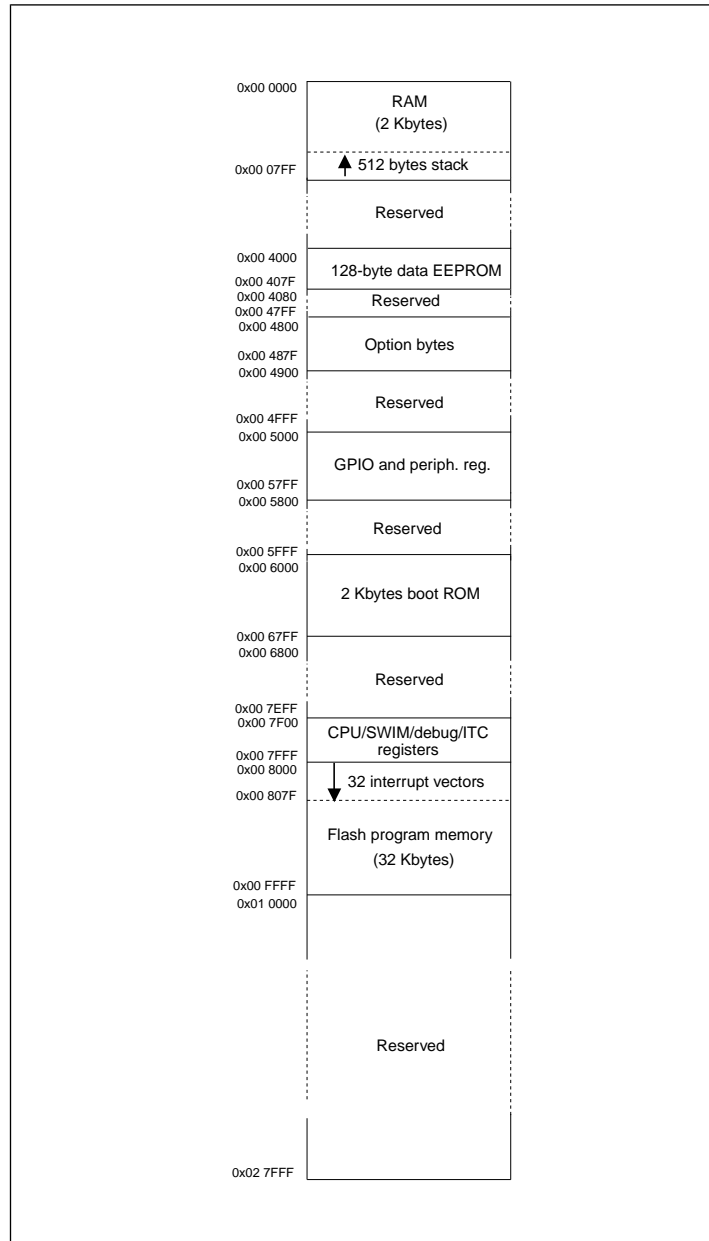 0x00 0000
RAM
(2 Kbytes)
512 bytes stack
0x00 07FF
Reserved
0x00 4000
128-byte data EEPROM
0x00 407F
0x00 4080
Reserved
0x00 47FF
0x00 4800
Option bytes
0x00 487F
0x00 4900
Reserved
0x00 4FFF
0x00 5000
GPIO and periph. reg.
0x00 57FF
0x00 5800
Reserved
0x00 5FFF
0x00 6000
2 Kbytes boot ROM
0x00 67FF
0x00 6800
Reserved
0x00 7EFF
0x00 7F00
CPU/SWIM/debug/ITC
registers
0x00 7FFF
0x00 8000
32 interrupt vectors
0x00 807F
Flash program memory
(32 Kbytes)
0x00 FFFF
0x01 0000
Reserved
0x02 7FFF